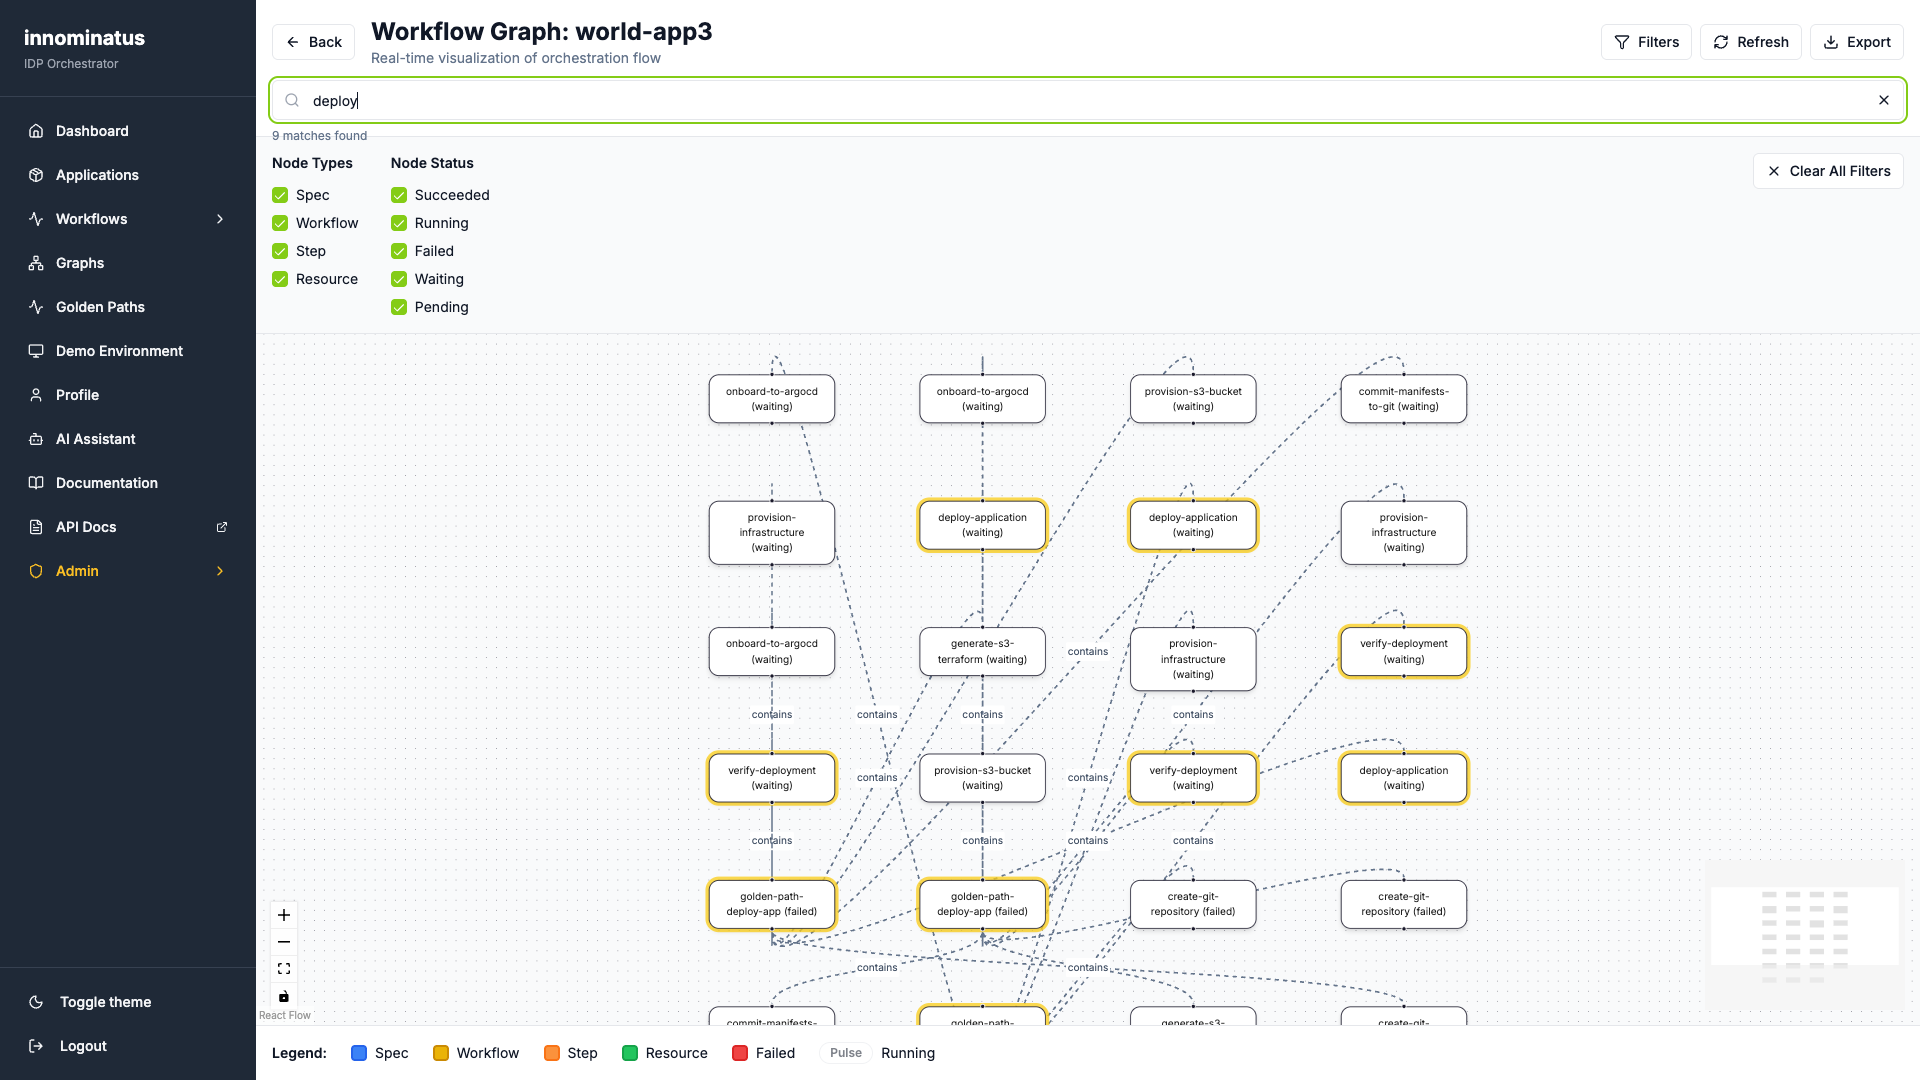 innominatus
IDP Orchestrator
Dashboard
Applications
Workflows
Graphs
Golden Paths
Demo Environment
Profile
AI Assistant
Documentation
API Docs
Admin
Toggle theme
Logout
Back
Workflow Graph: world-app3
Real-time visualization of orchestration flow
Filters
Refresh
Export
deploy
9 matches found
Node Types
Spec
Workflow
Step
Resource
Node Status
Succeeded
Running
Failed
Waiting
Pending
Clear All Filters
onboard-to-argocd
(waiting)
onboard-to-argocd
(waiting)
provision-s3-bucket
(waiting)
commit-manifests-
to-git (waiting)
provision-
infrastructure
(waiting)
deploy-application
(waiting)
deploy-application
(waiting)
provision-
infrastructure
(waiting)
onboard-to-argocd
(waiting)
generate-s3-
terraform (waiting)
contains
provision-
infrastructure
(waiting)
verify-deployment
(waiting)
contains
contains
contains
contains
verify-deployment
(waiting)
contains
provision-s3-bucket
(waiting)
contains
verify-deployment
(waiting)
deploy-application
(waiting)
contains
contains
contains
contains
golden-path-
deploy-app (failed)
golden-path-
deploy-app (failed)
create-git-
repository (failed)
create-git-
repository (failed)
contains
contains
commit-manifests-
golden-path-
generate-s3-
create-git-
React Flow
Legend:
Spec
Workflow
Step
Resource
Failed
Pulse
Running